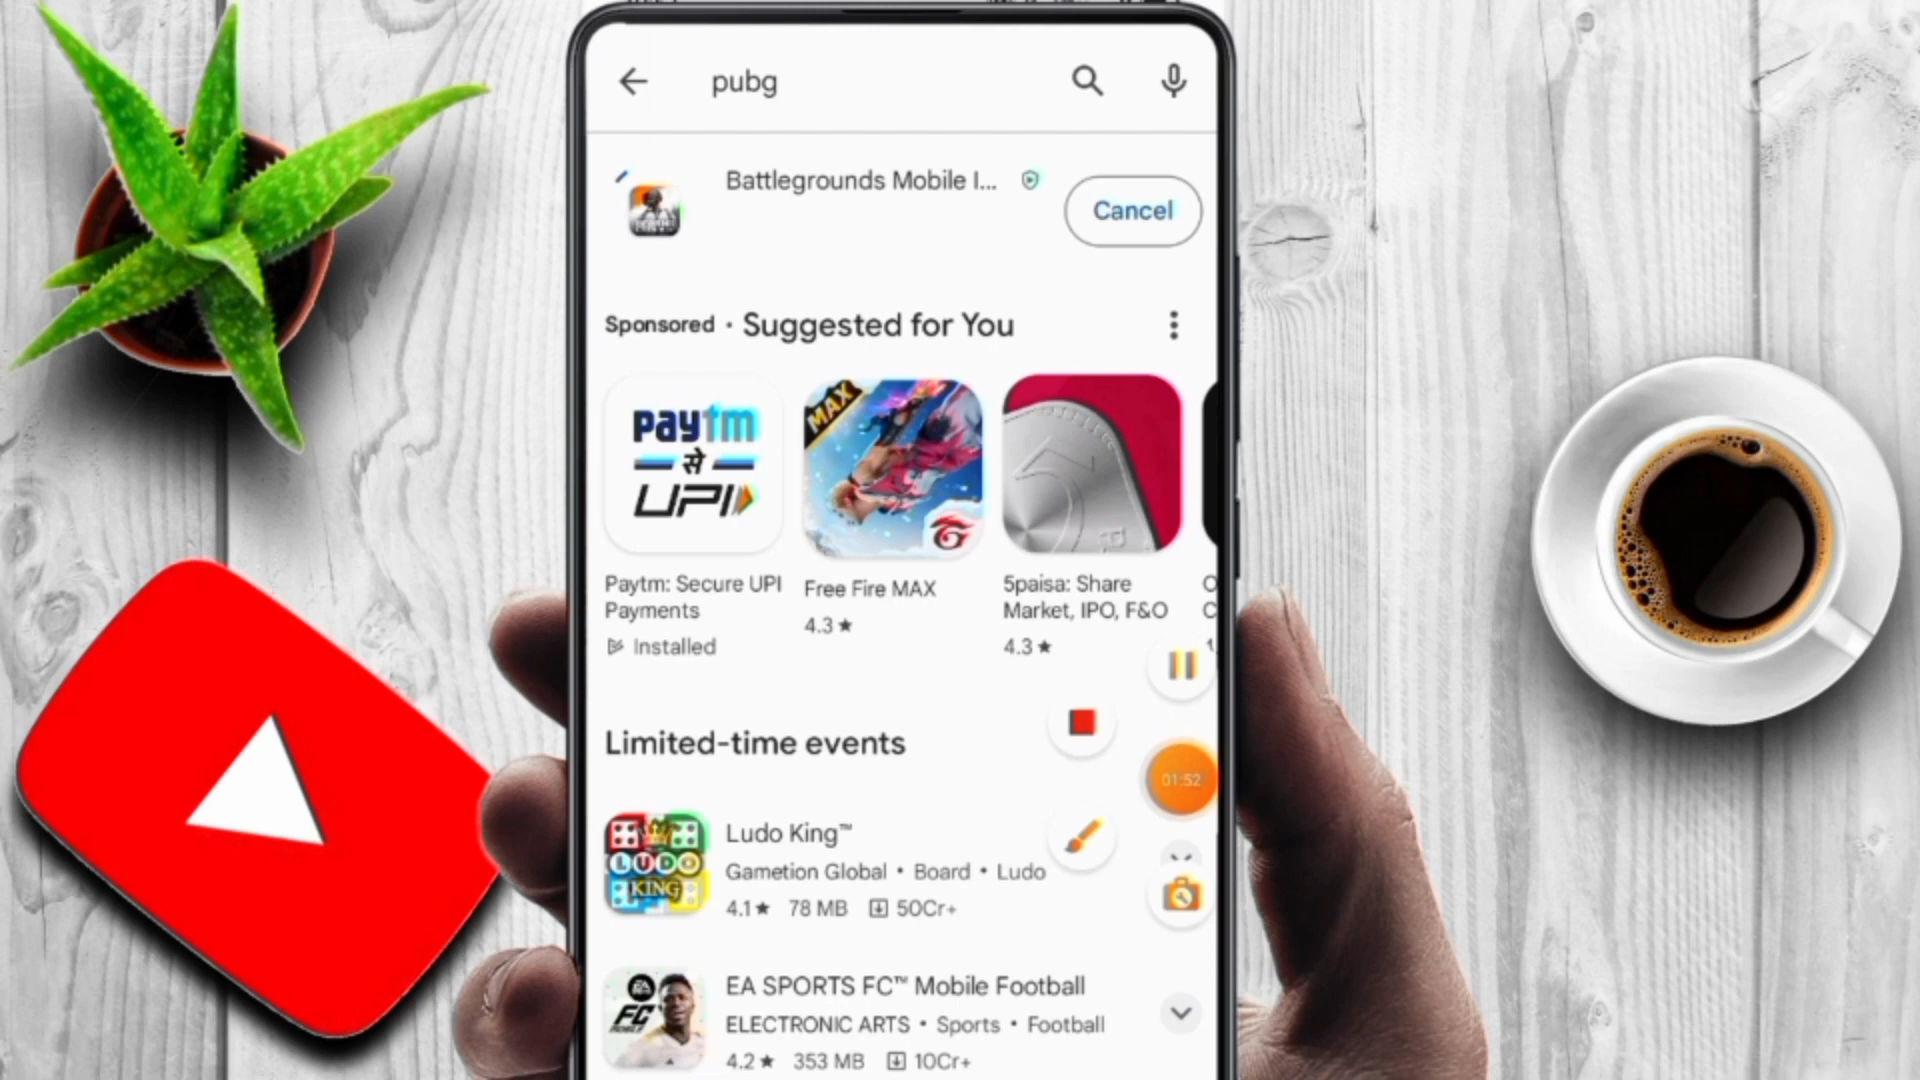 pubg
Battlegrounds Mobile I...
Cancel
Sponsored · Suggested for You
paytm
से
UPI
MAX
Paytm: Secure UPI
Payments
Installed
Free Fire MAX
4.3★
5paisa: Share
Market, IPO, F&O
4.3★
O
C
1.
Limited-time events
01:52
LUDO
KING
Ludo King™
Gametion Global • Board • Ludo
4.1★ 78 MB 50Cr+
EA
FC
MOBILE
EA SPORTS FC™ Mobile Football
ELECTRONIC ARTS • Sports • Football
4.2★ 353 MB 10Cr+